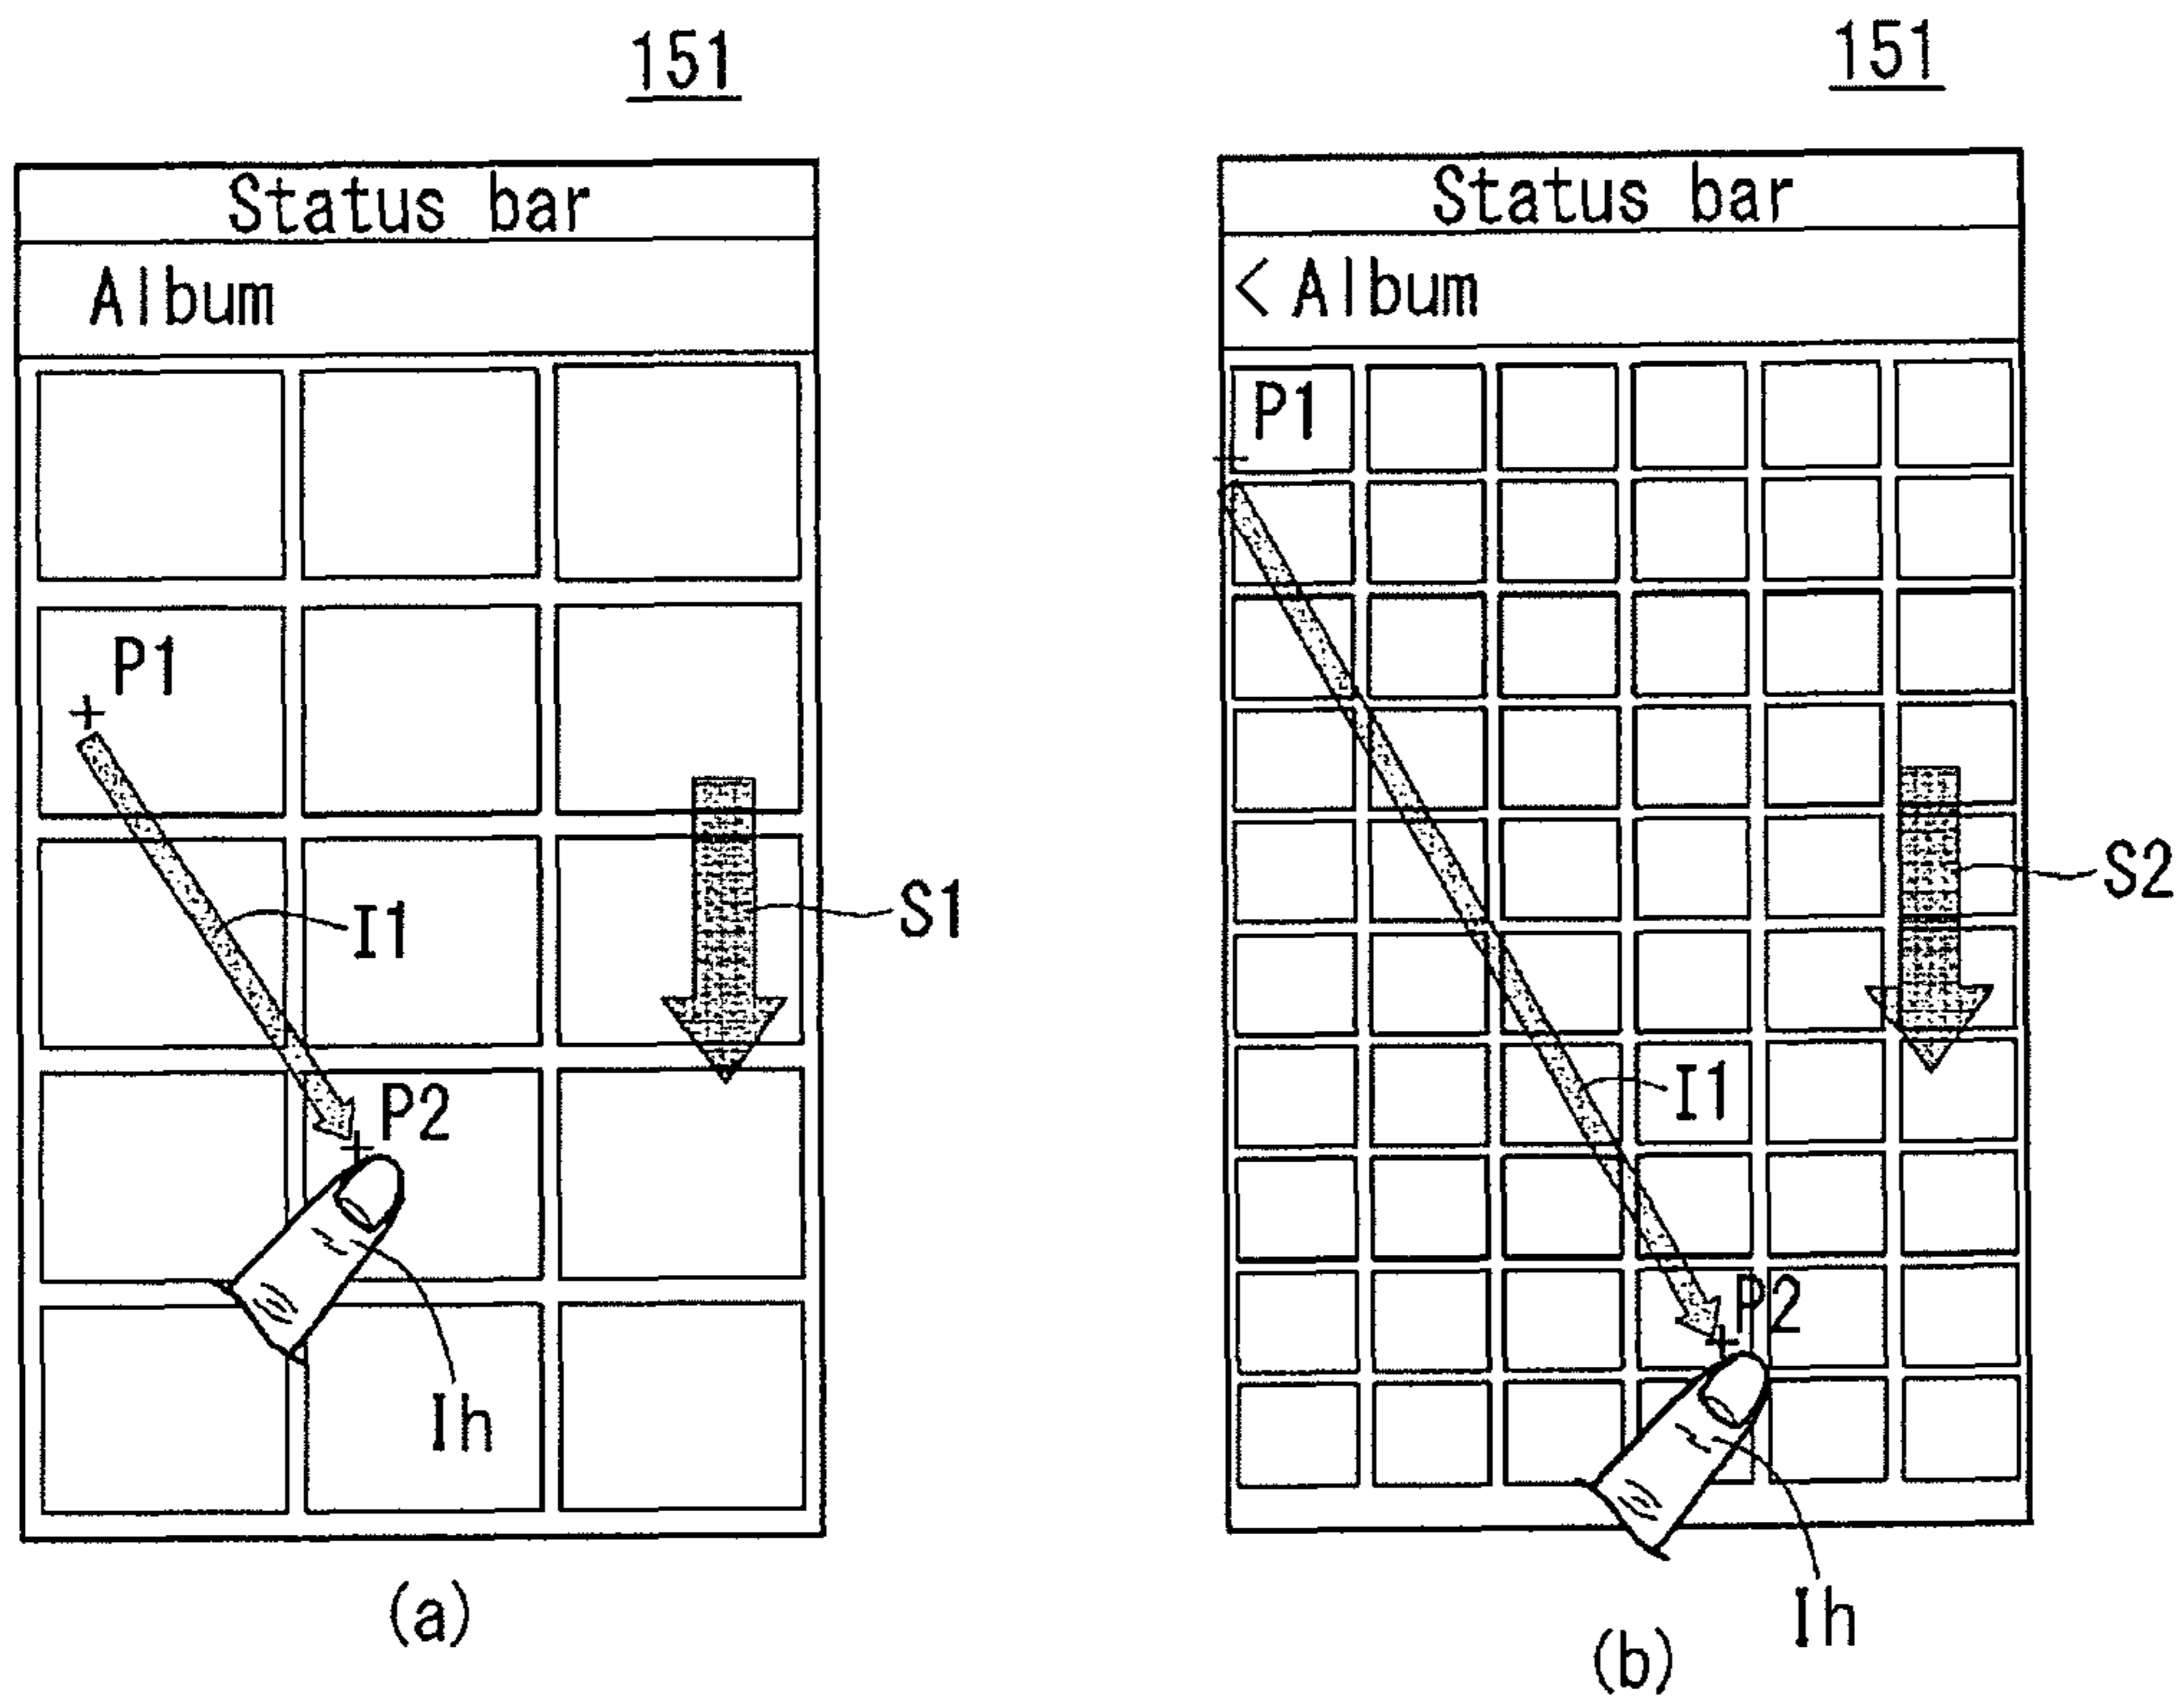 151
Status bar
Album
P1
I1
S1
P2
Ih
(a)
151
Status bar
< Album
P1
S2
I1
P2
Ih
(b)